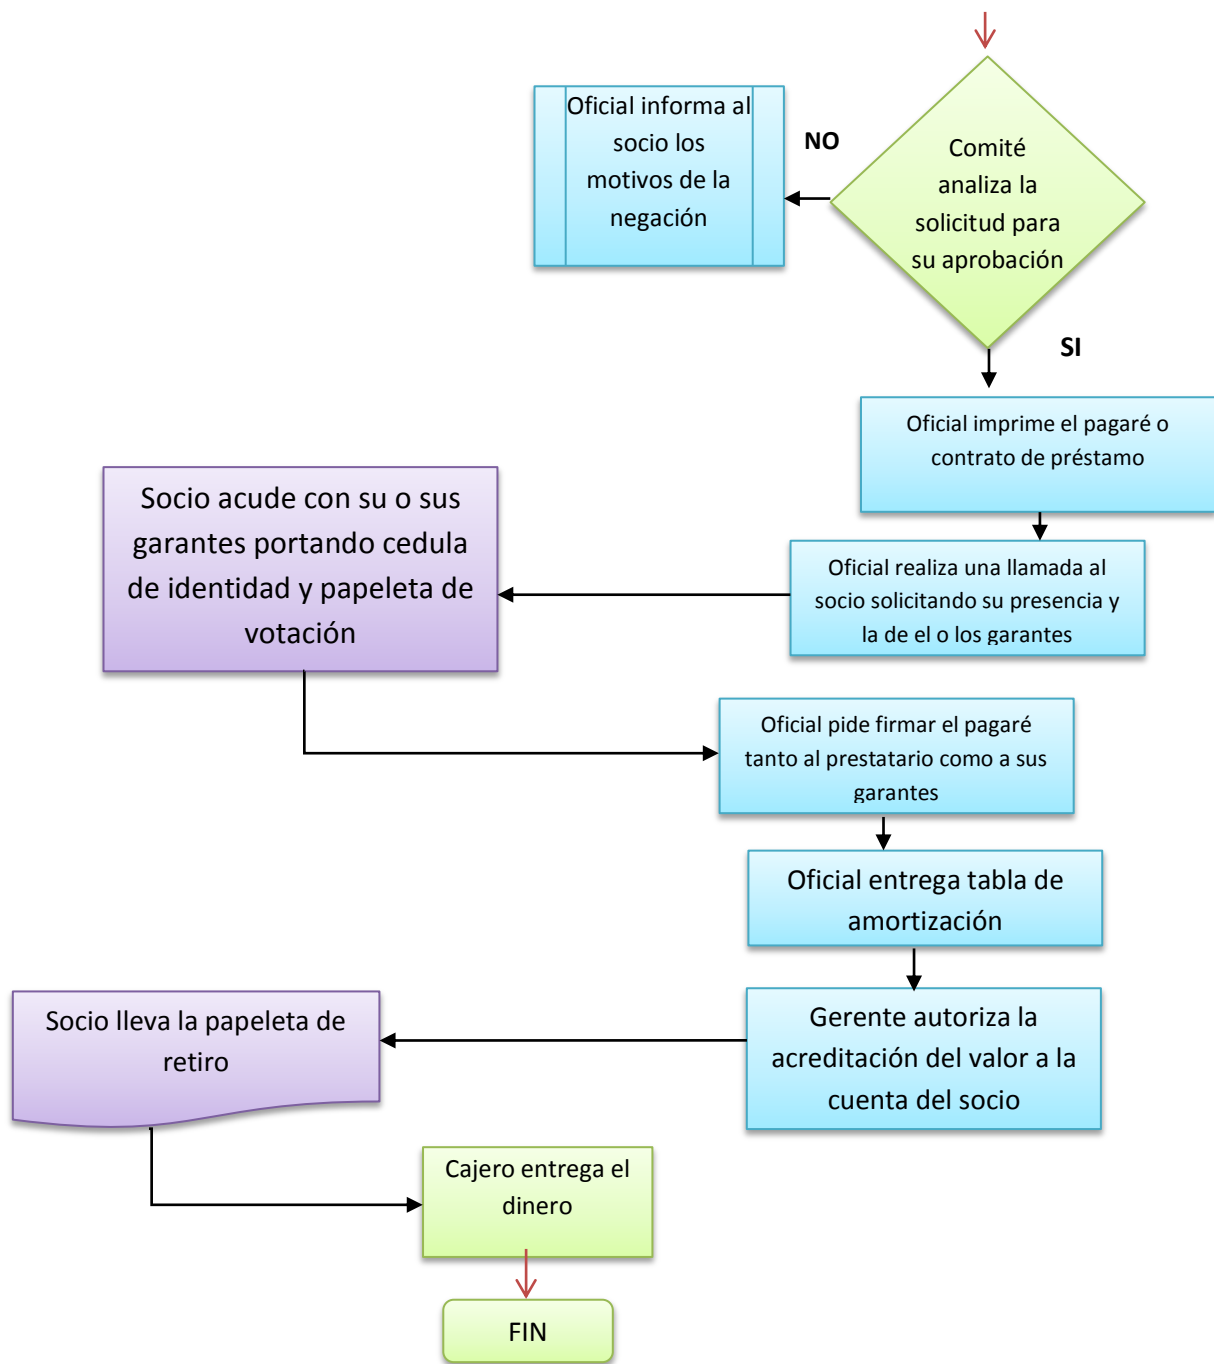 Oficial informa al
socio los
motivos de la
negación
NO
Comité
analiza la
solicitud para
su aprobación
SI
Oficial imprime el pagaré o
contrato de préstamo
Socio acude con su o sus
garantes portando cedula
de identidad y papeleta de
votación
Oficial realiza una llamada al
socio solicitando su presencia y
la de el o los garantes
Oficial pide firmar el pagaré
tanto al prestatario como a sus
garantes
Oficial entrega tabla de
amortización
Gerente autoriza la
acreditación del valor a la
cuenta del socio
Socio lleva la papeleta de
retiro
Cajero entrega el
dinero
FIN